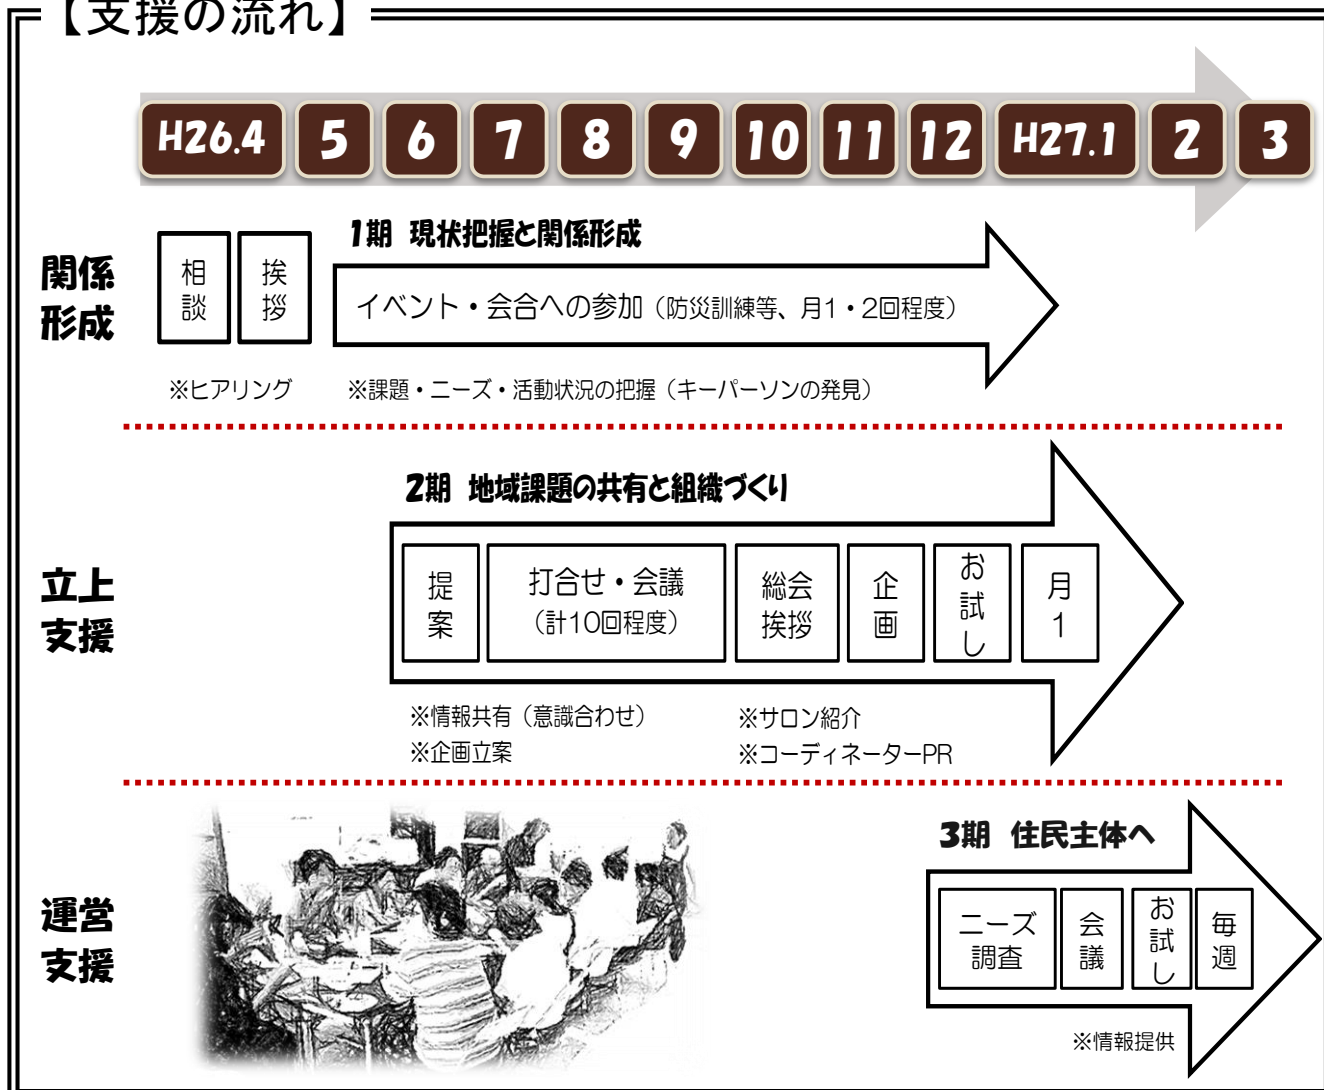 【支援の流れ】
H26.4 5 6 7 8 9 10 11 12 H27.1 2 3
関係
形成
相談
挨拶
1期 現状把握と関係形成
イベント・会合への参加（防災訓練等、月1・2回程度）
※ヒアリング
※課題・ニーズ・活動状況の把握（キーパーソンの発見）
立上
支援
2期 地域課題の共有と組織づくり
提案
打合せ・会議
（計10回程度）
総会
挨拶
企画
お試し
月1
※情報共有（意識合わせ）
※企画立案
※サロン紹介
※コーディネーターPR
運営
支援
3期 住民主体へ
ニーズ
調査
会議
お試し
毎週
※情報提供